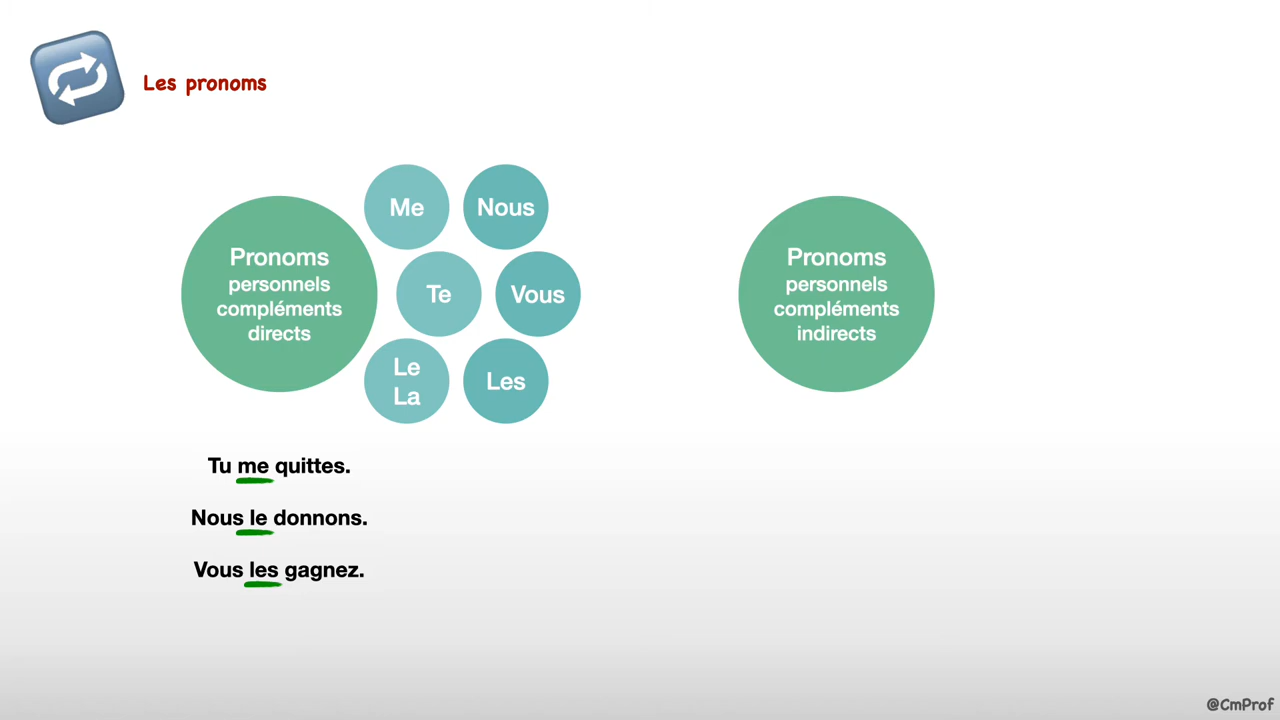 Les pronoms
Pronoms
personnels
compléments
directs
Me
Nous
Te
Vous
Le
La
Les
Pronoms
personnels
compléments
indirects
Tu me quittes.
Nous le donnons.
Vous les gagnez.
@CmProf